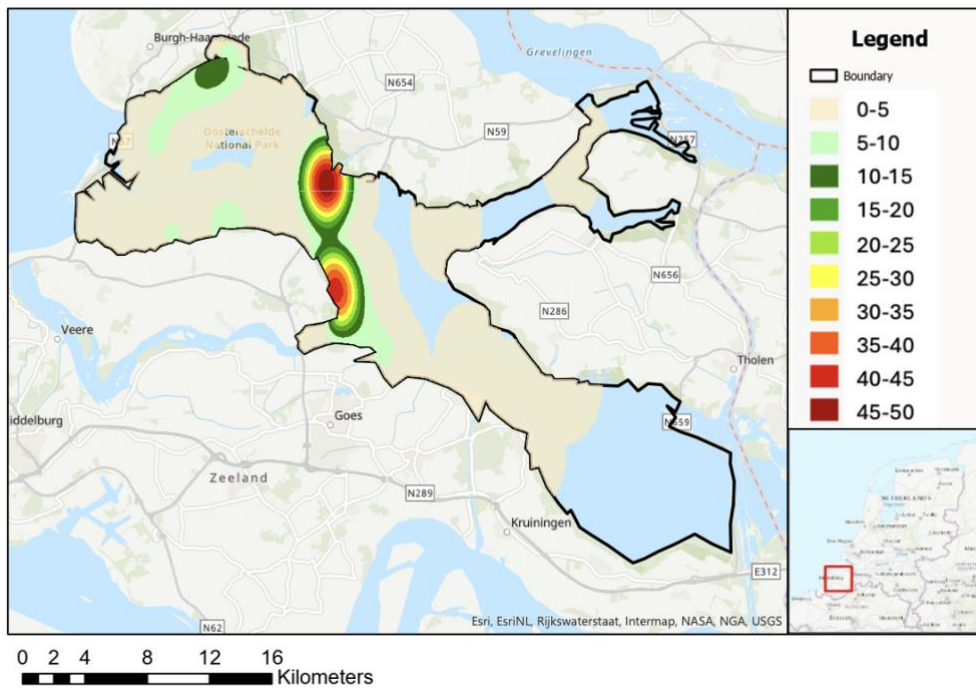 Burgh-Haamstede
Grevelingen
N654
N59
N57
N257
Oosterschelde
National Park
N656
N286
Veere
Tholen
Goes
N659
Zeeland
N289
Kruiningen
E312
N62
Esri, EsriNL, Rijkswaterstaat, Intermap, NASA, NGA, USGS
Legend
Boundary
0-5
5-10
10-15
15-20
20-25
25-30
30-35
35-40
40-45
45-50
NETHERLANDS
0 2 4 8 12 16
Kilometers